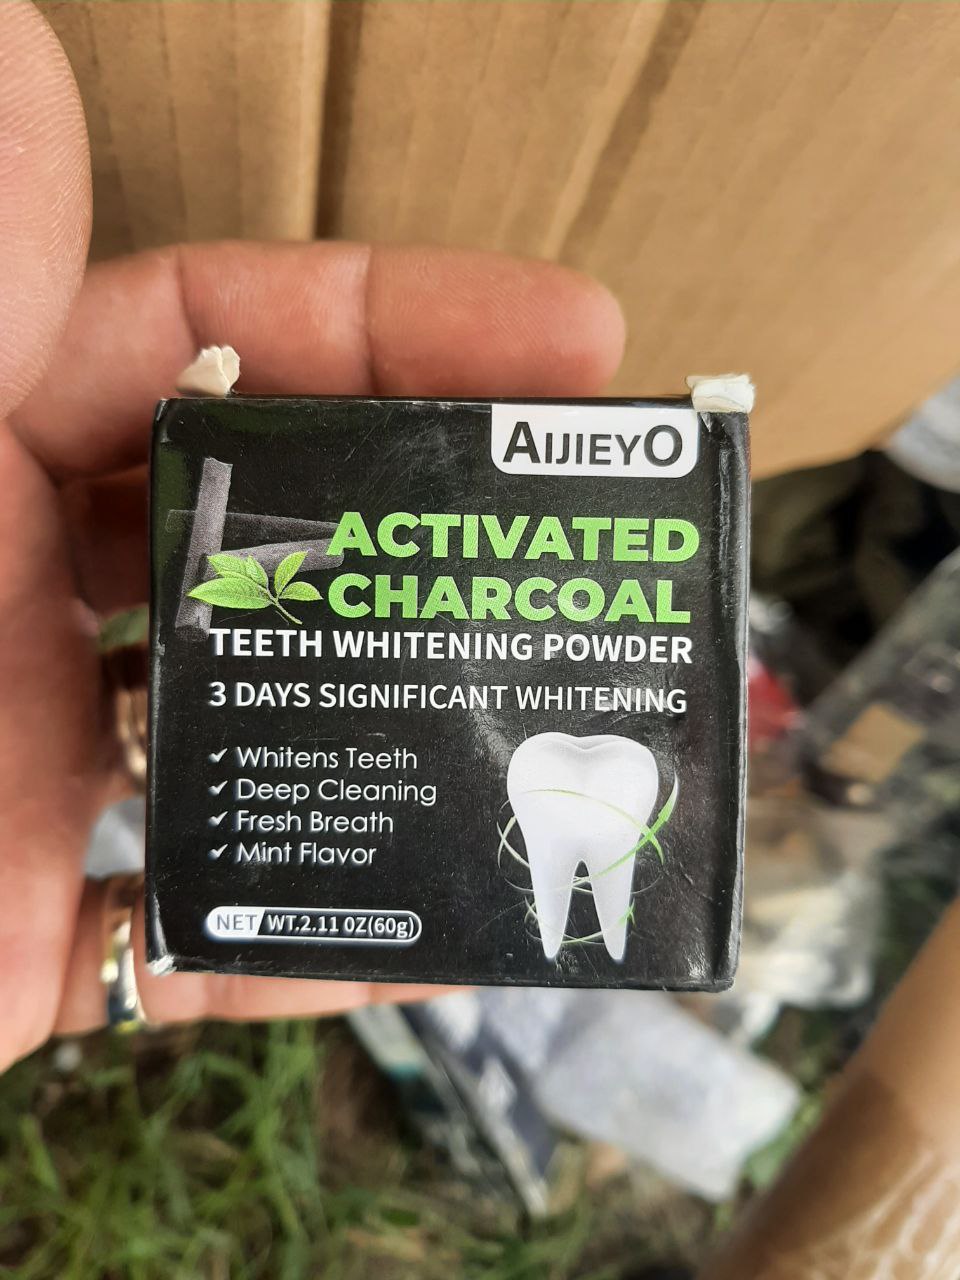 AIJIEYO
ACTIVATED
CHARCOAL
TEETH WHITENING POWDER
3 DAYS SIGNIFICANT WHITENING
✓ Whitens Teeth
✓ Deep Cleaning
✓ Fresh Breath
✓ Mint Flavor
NET WT.2.11 OZ(60g)